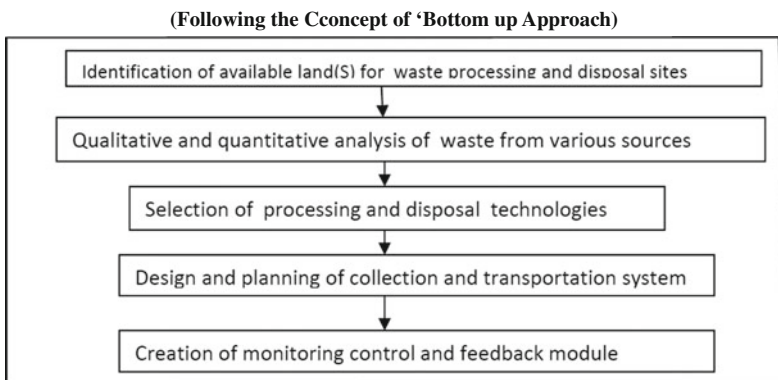 (Following the Cconcept of ‘Bottom up Approach)
Identification of available land(S) for waste processing and disposal sites
Qualitative and quantitative analysis of waste from various sources
Selection of processing and disposal technologies
Design and planning of collection and transportation system
Creation of monitoring control and feedback module